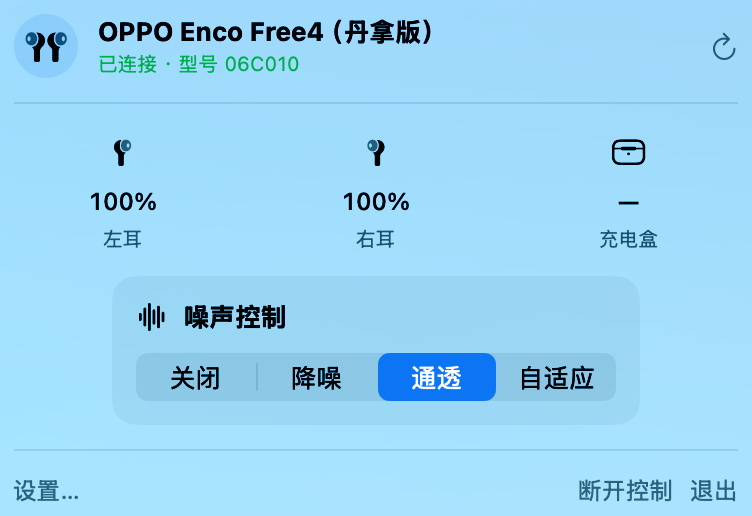 OPPO Enco Free4（丹拿版）
已连接 · 型号 06C010
100% 100% —
左耳 右耳 充电盒
噪声控制
关闭 降噪 通透 自适应
设置... 断开控制 退出